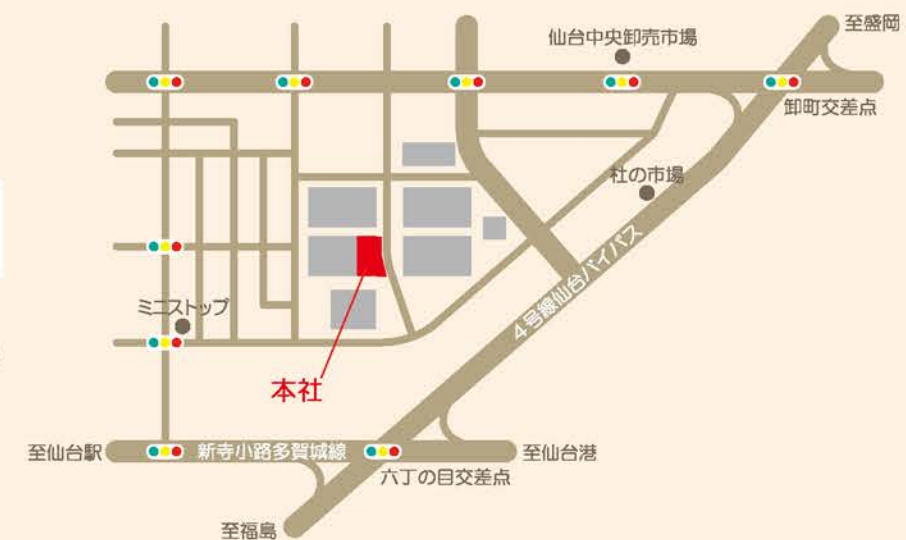 至盛岡
仙台中央卸売市場
卸町交差点
杜の市場
4号線仙台バイパス
ミニストップ
本社
至仙台駅
新寺小路多賀城線
至仙台港
六丁の目交差点
至福島